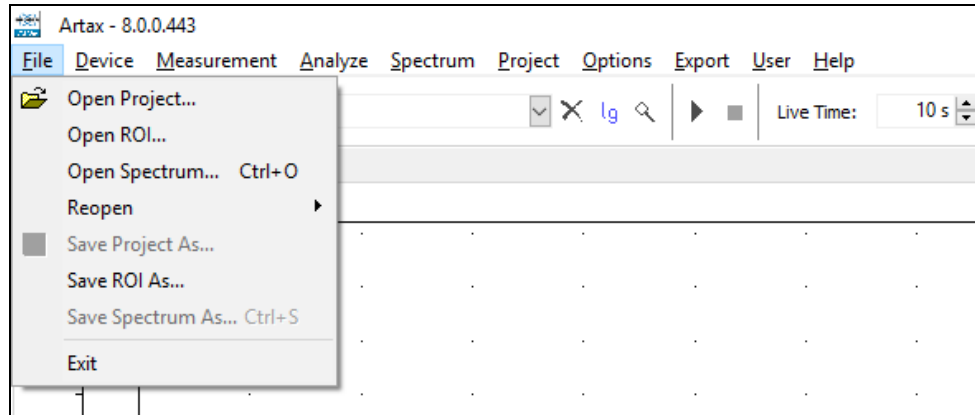 Artax - 8.0.0.443
File Device Measurement Analyze Spectrum Project Options Export User Help
Open Project...
lg Live Time: 10 s
Open ROI...
Open Spectrum... Ctrl+O
Reopen
Save Project As...
Save ROI As...
Save Spectrum As... Ctrl+S
Exit